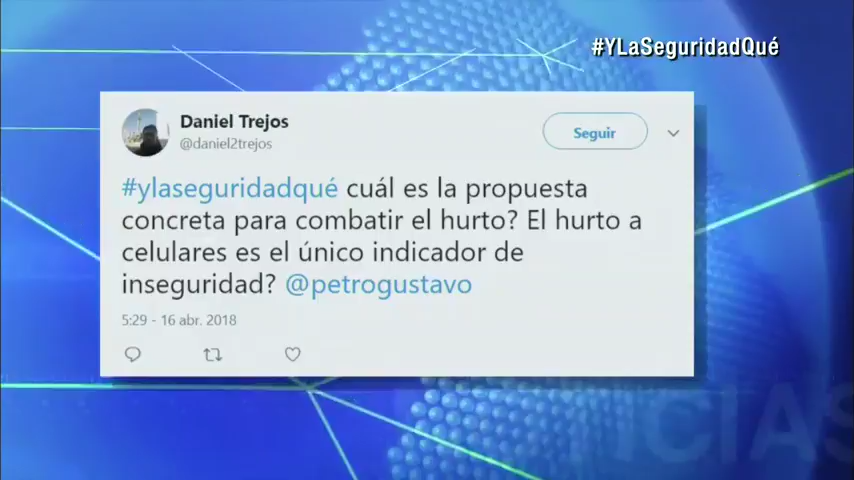 #YLaSeguridadQué
Daniel Trejos
@daniel2trejos
Seguir
#ylaseguridadqué cuál es la propuesta
concreta para combatir el hurto? El hurto a
celulares es el único indicador de
inseguridad? @petrogustavo
5:29 - 16 abr. 2018
NCIAS